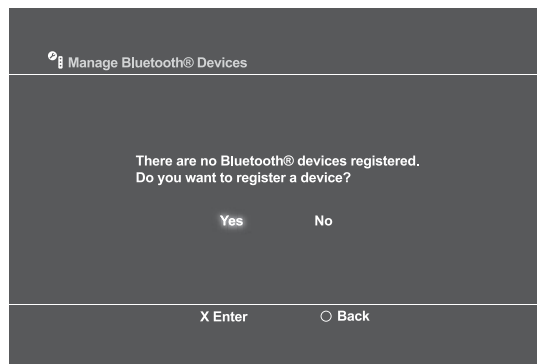 Manage Bluetooth® Devices
There are no Bluetooth® devices registered.
Do you want to register a device?
Yes No
X Enter ○ Back